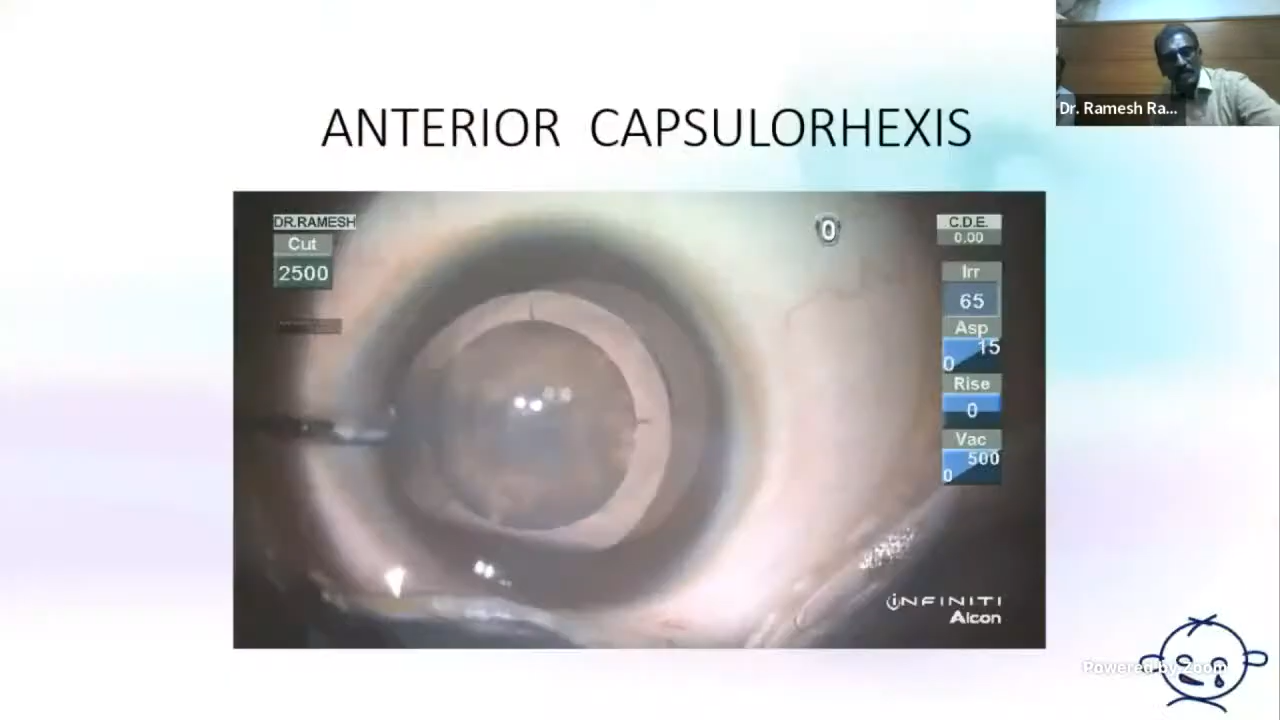 Dr. Ramesh Ra...
ANTERIOR CAPSULORHEXIS
DR.RAMESH
Cut
2500
0
C.D.E.
0.00
Irr
65
Asp
15
0
Rise
0
Vac
500
0
iNFINITI
Alcon
Powered by Zoom